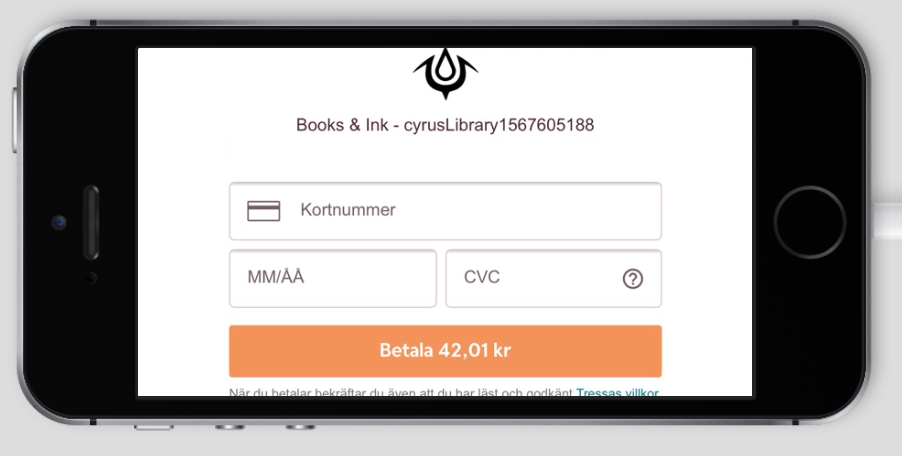 Books & Ink - cyrusLibrary1567605188
Kortnummer
MM/ÅÅ
CVC
?
Betala 42,01 kr
När du betalar bekräftar du även att du har läst och godkänt Tressas villkor